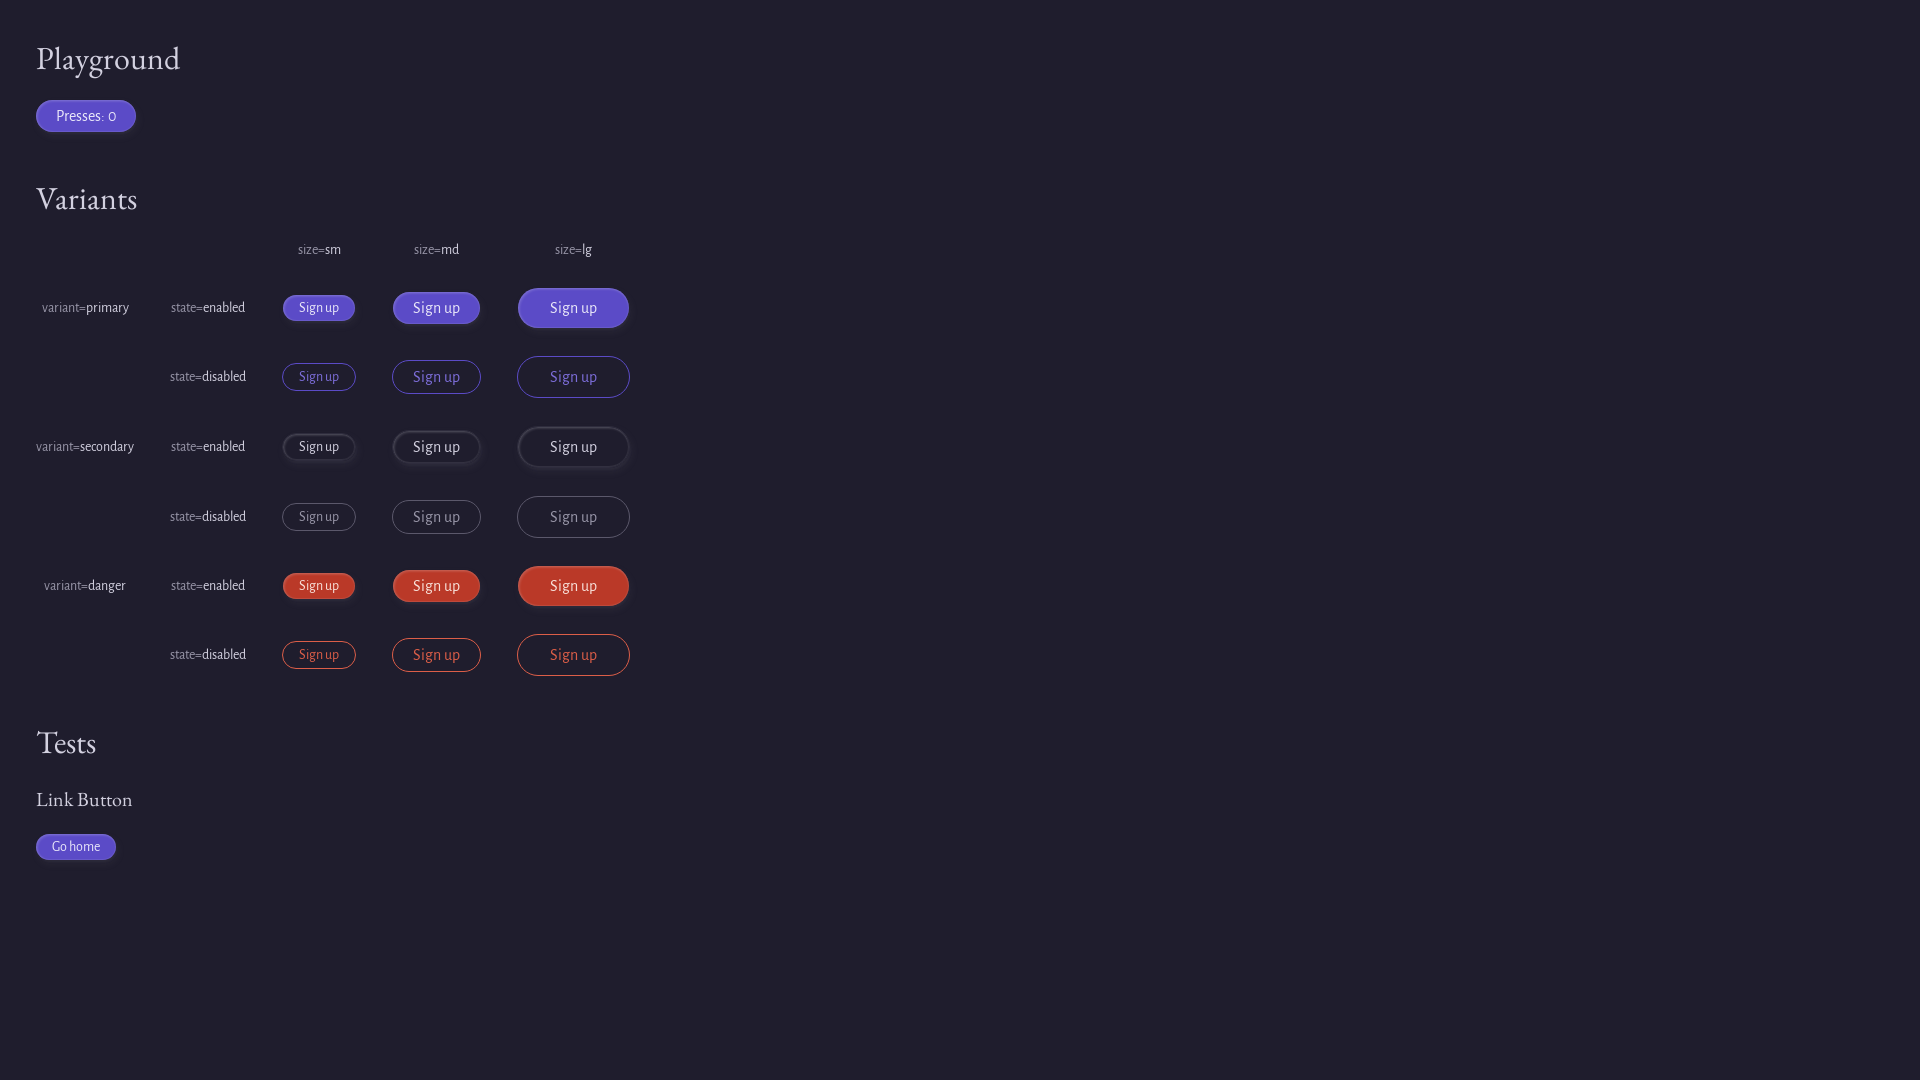 Playground
Presses: 0
Variants
size=sm size=md size=lg
variant=primary state=enabled Sign up Sign up Sign up
state=disabled Sign up Sign up Sign up
variant=secondary state=enabled Sign up Sign up Sign up
state=disabled Sign up Sign up Sign up
variant=danger state=enabled Sign up Sign up Sign up
state=disabled Sign up Sign up Sign up
Tests
Link Button
Go home